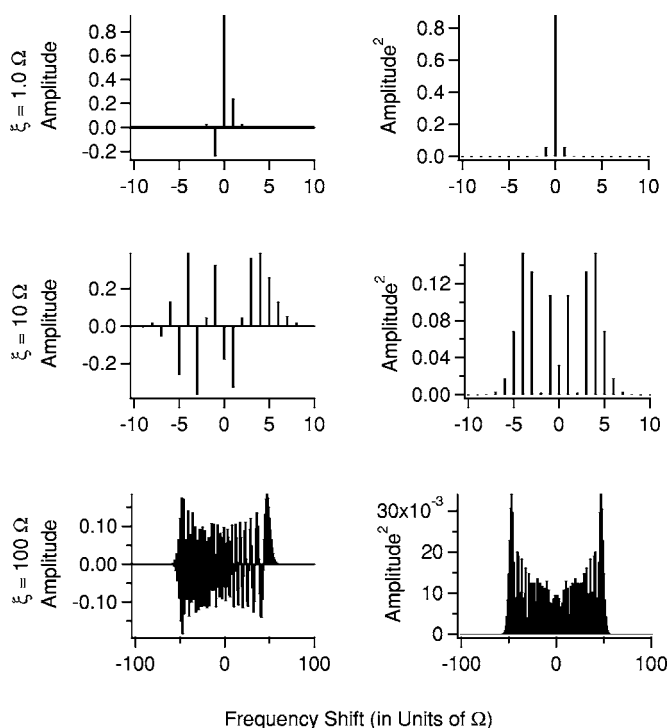 ξ = 1.0 Ω
Amplitude
0.8
0.6
0.4
0.2
0.0
-0.2
-10 -5 0 5 10
Amplitude²
0.8
0.6
0.4
0.2
0.0
-10 -5 0 5 10
ξ = 10 Ω
Amplitude
0.2
0.0
-0.2
-10 -5 0 5 10
Amplitude²
0.12
0.08
0.04
0.00
-10 -5 0 5 10
ξ = 100 Ω
Amplitude
0.10
0.00
-0.10
-100 0 100
Amplitude²
30x10⁻³
20
10
0
-100 0 100
Frequency Shift (in Units of Ω)